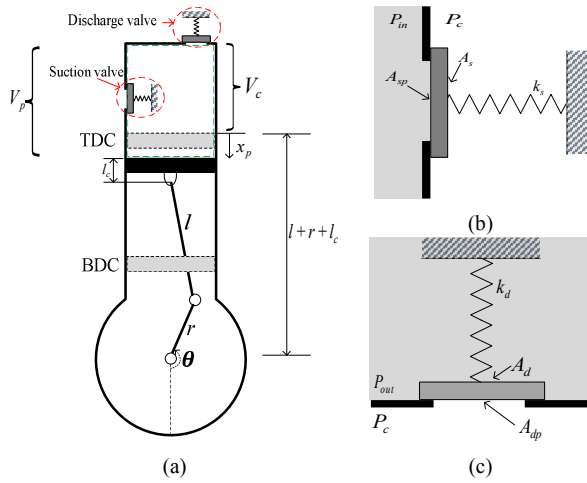 Discharge valve
Suction valve
V_p
V_c
TDC
x_p
l_c
l
l+r+l_c
BDC
r
θ
(a)
P_in
P_c
A_s
A_sp
k_s
(b)
k_d
A_d
P_out
P_c
A_dp
(c)